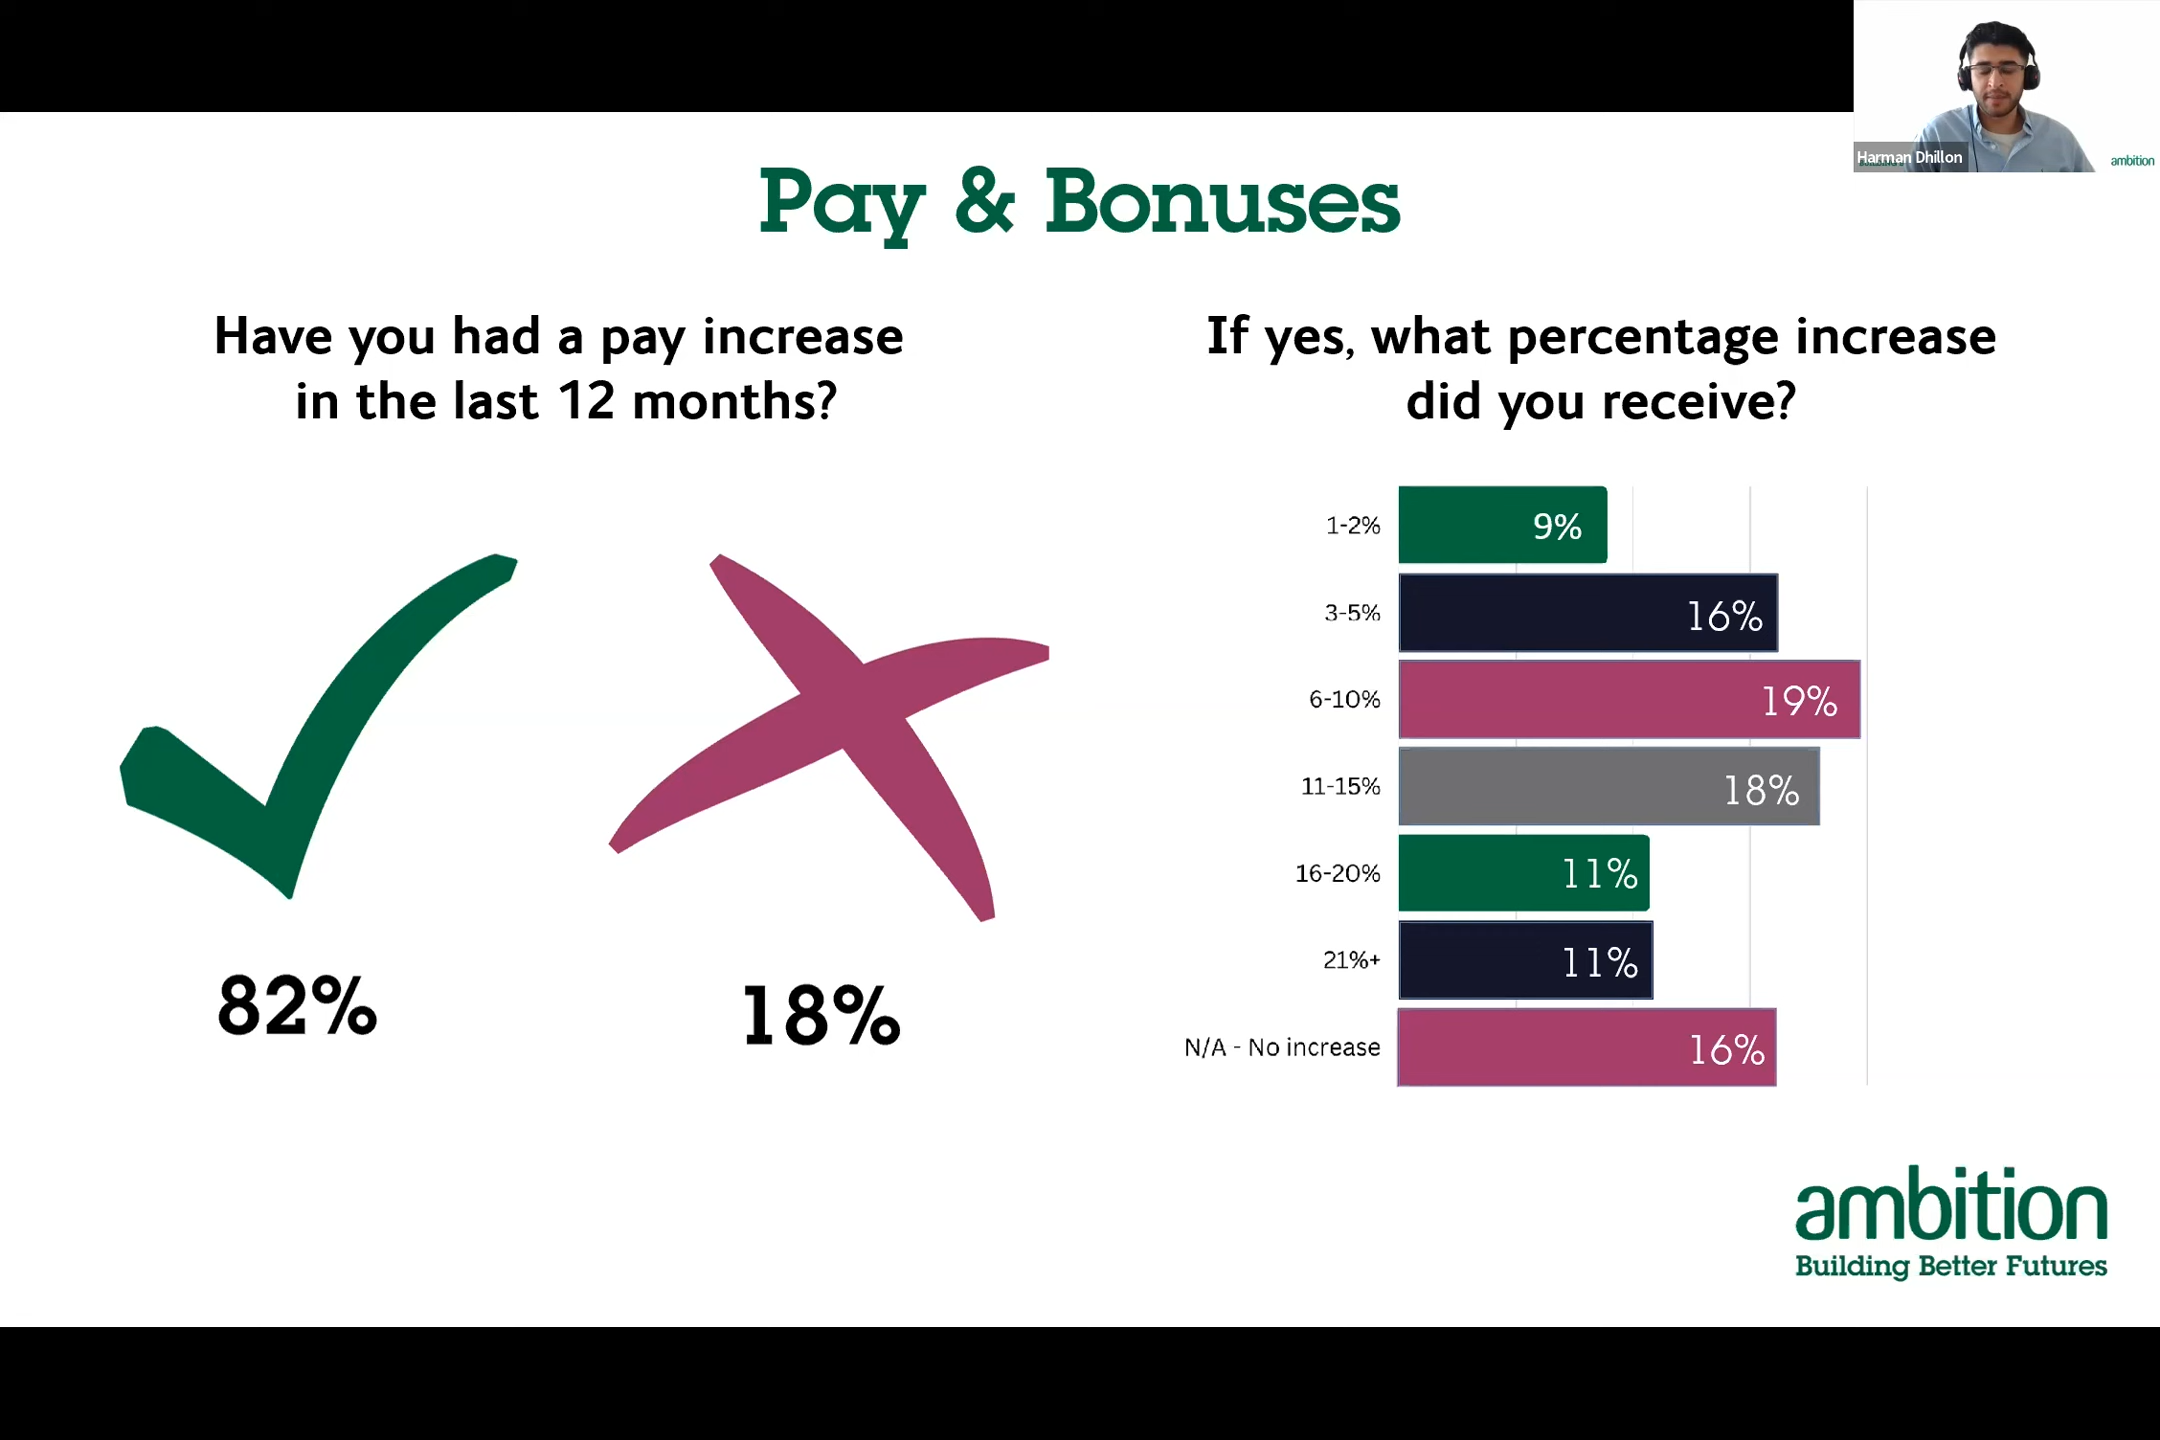 Harman Dhillon
ambition
Pay & Bonuses
Have you had a pay increase
in the last 12 months?
82%
18%
If yes, what percentage increase
did you receive?
1-2%
9%
3-5%
16%
6-10%
19%
11-15%
18%
16-20%
11%
21%+
11%
N/A - No increase
16%
ambition
Building Better Futures